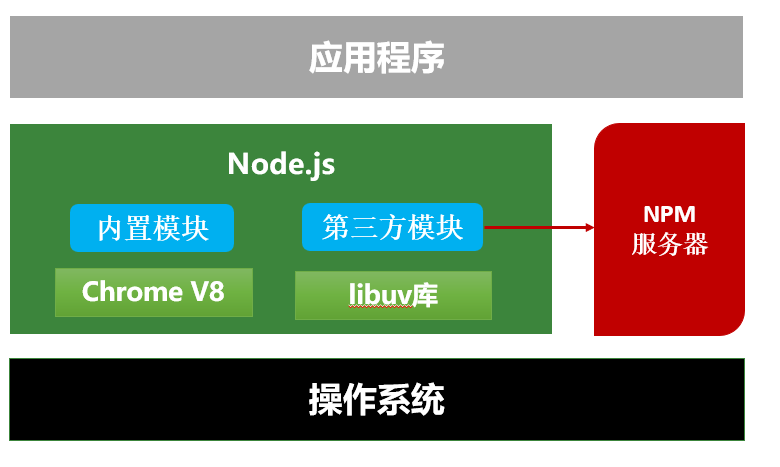 应用程序
Node.js
内置模块
第三方模块
Chrome V8
libuv库
NPM
服务器
操作系统